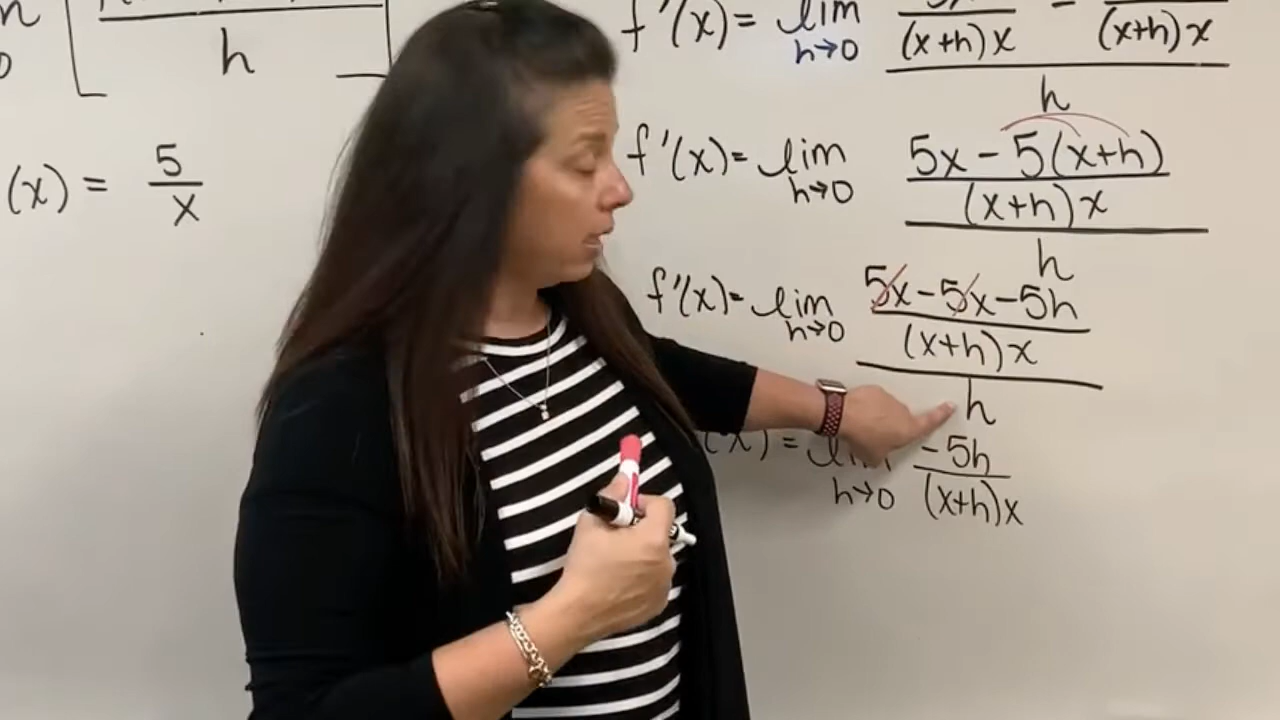 h
(x) = 5/x
f'(x) = lim h→0
(x+h)x - (x+h)x
h
f'(x) = lim h→0 5x - 5(x+h)
(x+h)x
h
f'(x) = lim h→0 5x - 5x - 5h
(x+h)x
h
(x) = lim h→0 -5h
(x+h)x